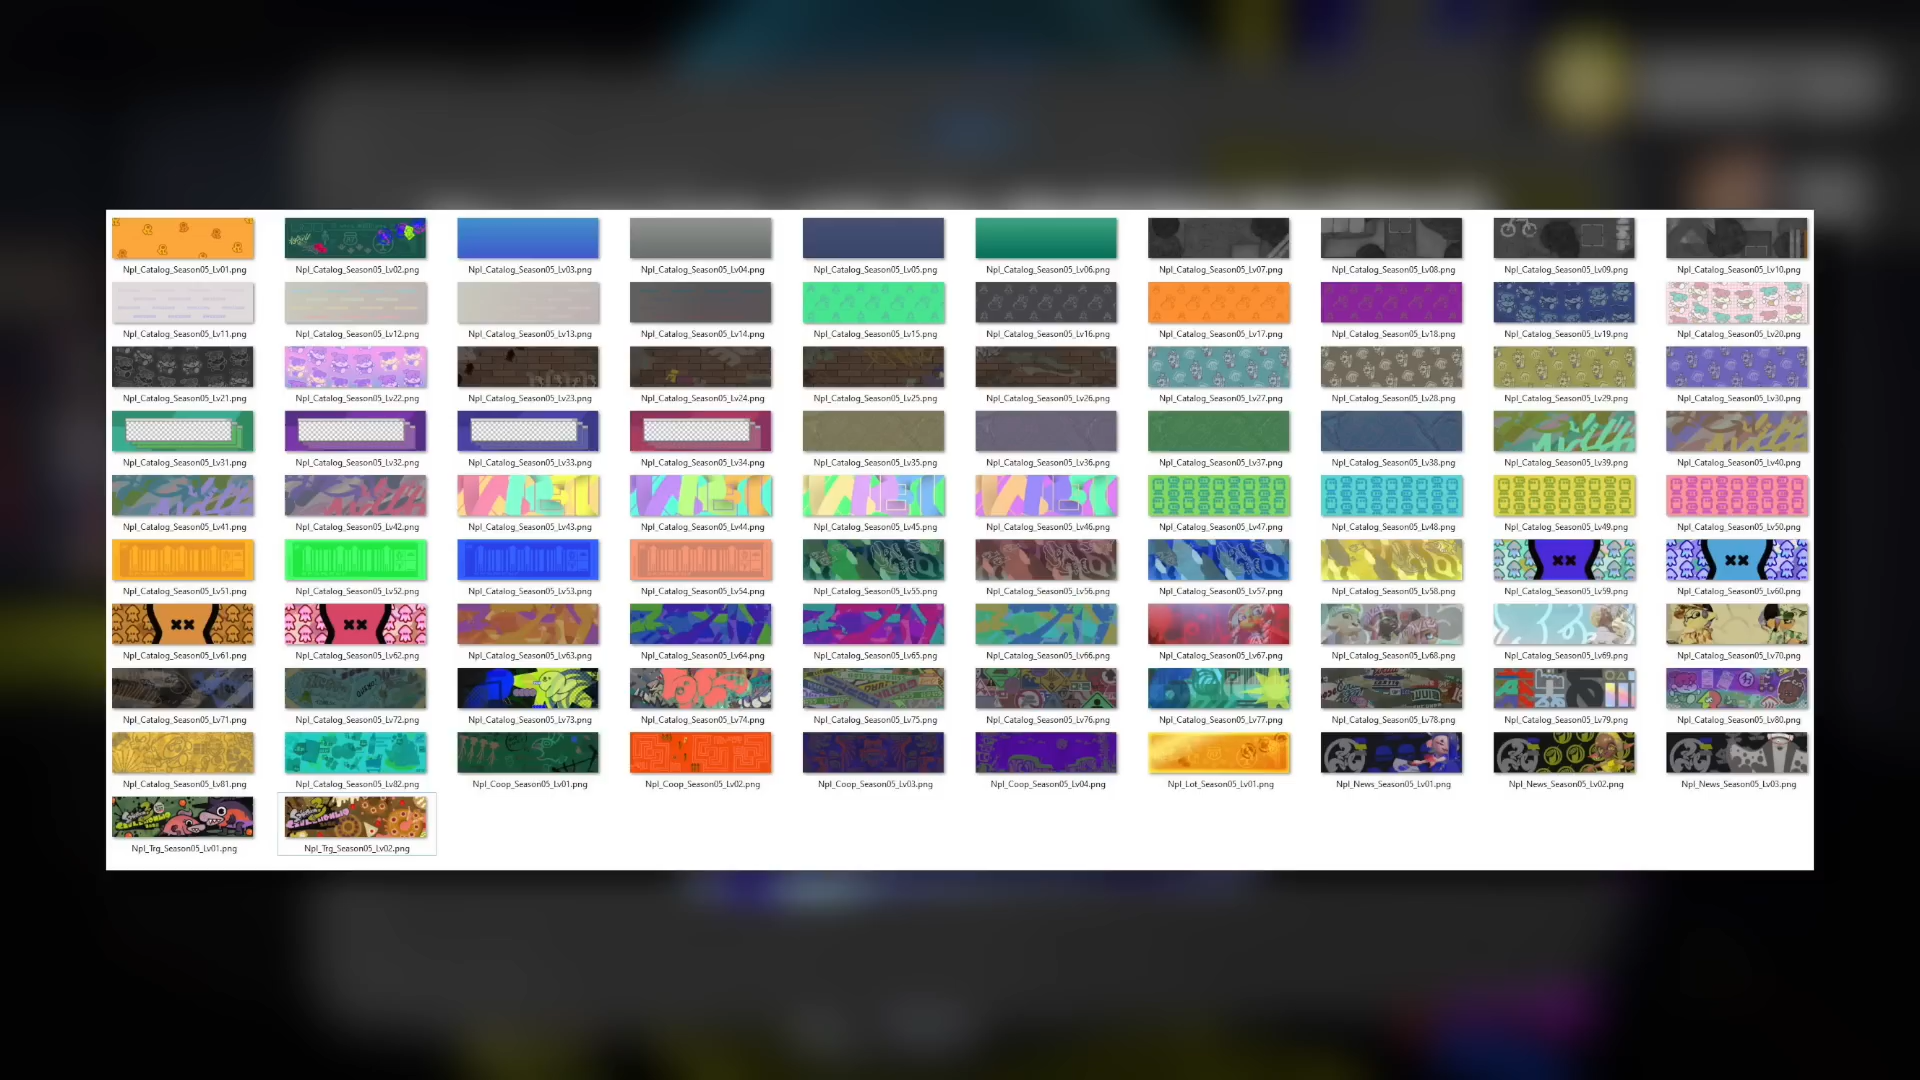 Npl_Catalog_Season05_Lv01.png Npl_Catalog_Season05_Lv02.png Npl_Catalog_Season05_Lv03.png Npl_Catalog_Season05_Lv04.png Npl_Catalog_Season05_Lv05.png Npl_Catalog_Season05_Lv06.png Npl_Catalog_Season05_Lv07.png Npl_Catalog_Season05_Lv08.png Npl_Catalog_Season05_Lv09.png Npl_Catalog_Season05_Lv10.png
Npl_Catalog_Season05_Lv11.png Npl_Catalog_Season05_Lv12.png Npl_Catalog_Season05_Lv13.png Npl_Catalog_Season05_Lv14.png Npl_Catalog_Season05_Lv15.png Npl_Catalog_Season05_Lv16.png Npl_Catalog_Season05_Lv17.png Npl_Catalog_Season05_Lv18.png Npl_Catalog_Season05_Lv19.png Npl_Catalog_Season05_Lv20.png
Npl_Catalog_Season05_Lv21.png Npl_Catalog_Season05_Lv22.png Npl_Catalog_Season05_Lv23.png Npl_Catalog_Season05_Lv24.png Npl_Catalog_Season05_Lv25.png Npl_Catalog_Season05_Lv26.png Npl_Catalog_Season05_Lv27.png Npl_Catalog_Season05_Lv28.png Npl_Catalog_Season05_Lv29.png Npl_Catalog_Season05_Lv30.png
Npl_Catalog_Season05_Lv31.png Npl_Catalog_Season05_Lv32.png Npl_Catalog_Season05_Lv33.png Npl_Catalog_Season05_Lv34.png Npl_Catalog_Season05_Lv35.png Npl_Catalog_Season05_Lv36.png Npl_Catalog_Season05_Lv37.png Npl_Catalog_Season05_Lv38.png Npl_Catalog_Season05_Lv39.png Npl_Catalog_Season05_Lv40.png
Npl_Catalog_Season05_Lv41.png Npl_Catalog_Season05_Lv42.png Npl_Catalog_Season05_Lv43.png Npl_Catalog_Season05_Lv44.png Npl_Catalog_Season05_Lv45.png Npl_Catalog_Season05_Lv46.png Npl_Catalog_Season05_Lv47.png Npl_Catalog_Season05_Lv48.png Npl_Catalog_Season05_Lv49.png Npl_Catalog_Season05_Lv50.png
Npl_Catalog_Season05_Lv51.png Npl_Catalog_Season05_Lv52.png Npl_Catalog_Season05_Lv53.png Npl_Catalog_Season05_Lv54.png Npl_Catalog_Season05_Lv55.png Npl_Catalog_Season05_Lv56.png Npl_Catalog_Season05_Lv57.png Npl_Catalog_Season05_Lv58.png Npl_Catalog_Season05_Lv59.png Npl_Catalog_Season05_Lv60.png
Npl_Catalog_Season05_Lv61.png Npl_Catalog_Season05_Lv62.png Npl_Catalog_Season05_Lv63.png Npl_Catalog_Season05_Lv64.png Npl_Catalog_Season05_Lv65.png Npl_Catalog_Season05_Lv66.png Npl_Catalog_Season05_Lv67.png Npl_Catalog_Season05_Lv68.png Npl_Catalog_Season05_Lv69.png Npl_Catalog_Season05_Lv70.png
Npl_Catalog_Season05_Lv71.png Npl_Catalog_Season05_Lv72.png Npl_Catalog_Season05_Lv73.png Npl_Catalog_Season05_Lv74.png Npl_Catalog_Season05_Lv75.png Npl_Catalog_Season05_Lv76.png Npl_Catalog_Season05_Lv77.png Npl_Catalog_Season05_Lv78.png Npl_Catalog_Season05_Lv79.png Npl_Catalog_Season05_Lv80.png
Npl_Catalog_Season05_Lv81.png Npl_Catalog_Season05_Lv82.png Npl_Coop_Season05_Lv01.png Npl_Coop_Season05_Lv02.png Npl_Coop_Season05_Lv03.png Npl_Coop_Season05_Lv04.png Npl_Lot_Season05_Lv01.png Npl_News_Season05_Lv01.png Npl_News_Season05_Lv02.png Npl_News_Season05_Lv03.png
Npl_Trg_Season05_Lv01.png Npl_Trg_Season05_Lv02.png